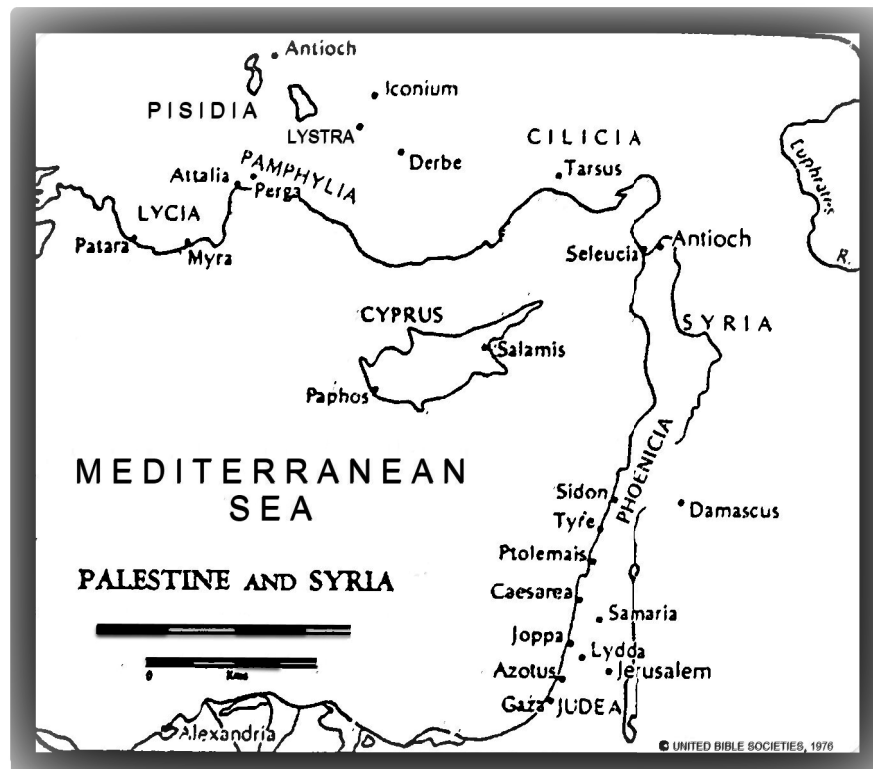 Antioch
Iconium
PISIDIA
LYSTRA
CILICIA
Derbe
Tarsus
PAMPHYLIA
Attalia
Perga
Euphrates
R.
LYCIA
Patara
Myra
Seleucia
Antioch
CYPRUS
SYRIA
Salamis
Paphos
PHOENICIA
MEDITERRANEAN
SEA
Sidon
Damascus
Tyre
Ptolemais
PALESTINE AND SYRIA
Caesarea
Samaria
Joppa
Lydda
Azotus
Jerusalem
0 Kms
Gaza
JUDEA
Alexandria
© UNITED BIBLE SOCIETIES, 1976